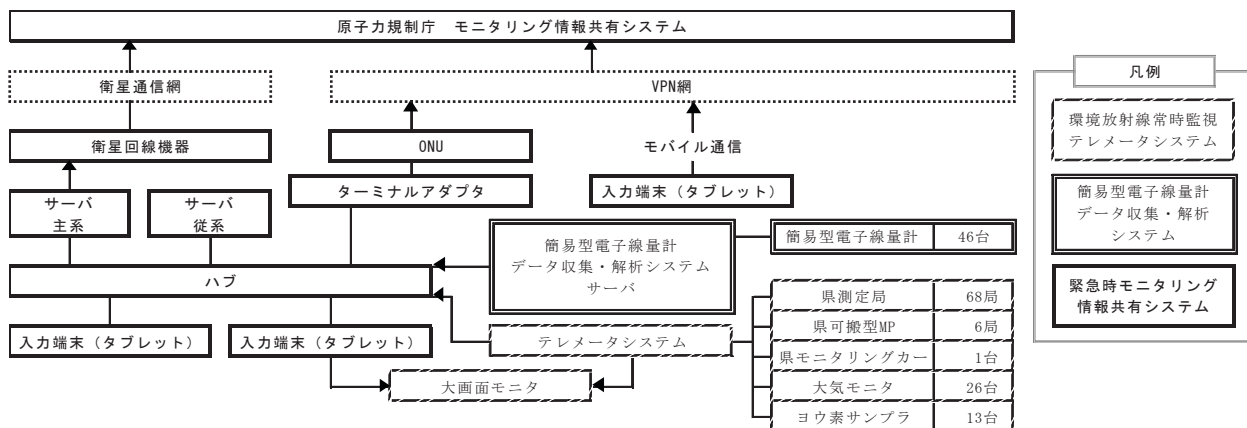 原子力規制庁　モニタリング情報共有システム
衛星通信網
VPN網
衛星回線機器
ONU
モバイル通信
ターミナルアダプタ
入力端末（タブレット）
サーバ
主系
サーバ
従系
簡易型電子線量計
データ収集・解析システム
サーバ
簡易型電子線量計 46台
ハブ
県測定局 68局
県可搬型MP 6局
県モニタリングカー 1台
大気モニタ 26台
ヨウ素サンプラ 13台
入力端末（タブレット）
入力端末（タブレット）
テレメータシステム
大画面モニタ
凡例
環境放射線常時監視
テレメータシステム
簡易型電子線量計
データ収集・解析
システム
緊急時モニタリング
情報共有システム